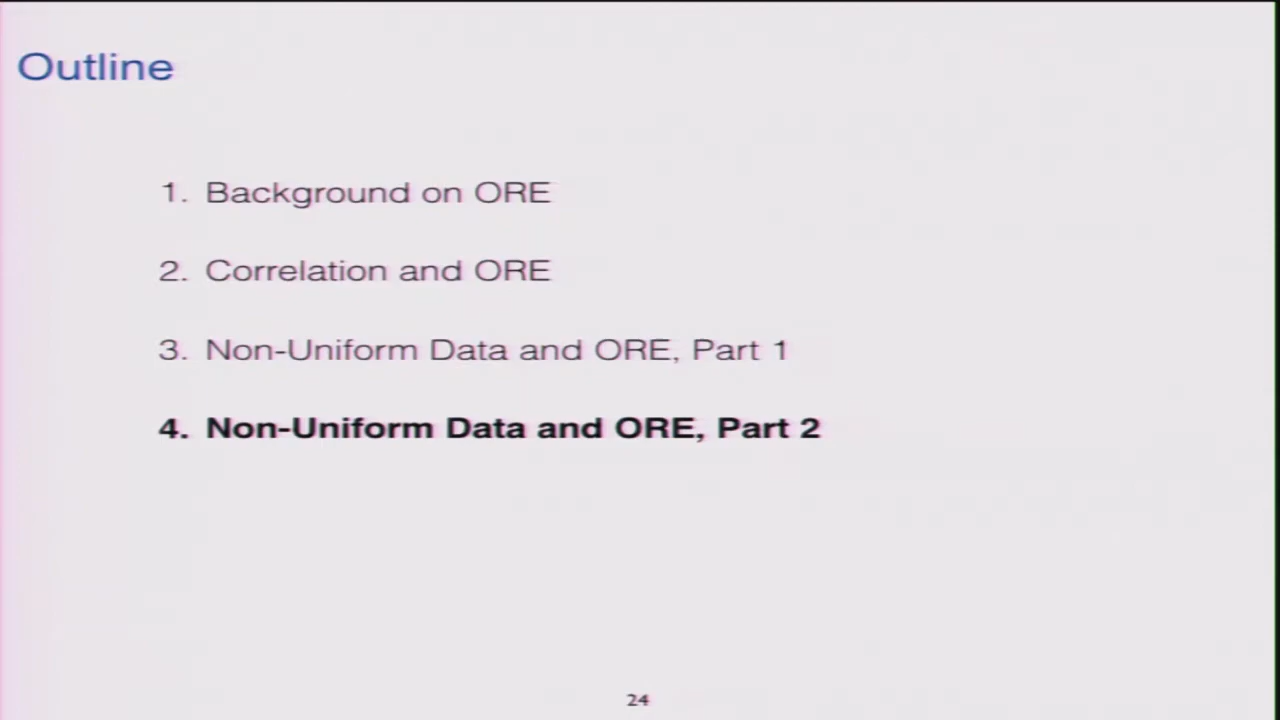 Outline
1. Background on ORE
2. Correlation and ORE
3. Non-Uniform Data and ORE, Part 1
4. Non-Uniform Data and ORE, Part 2
24